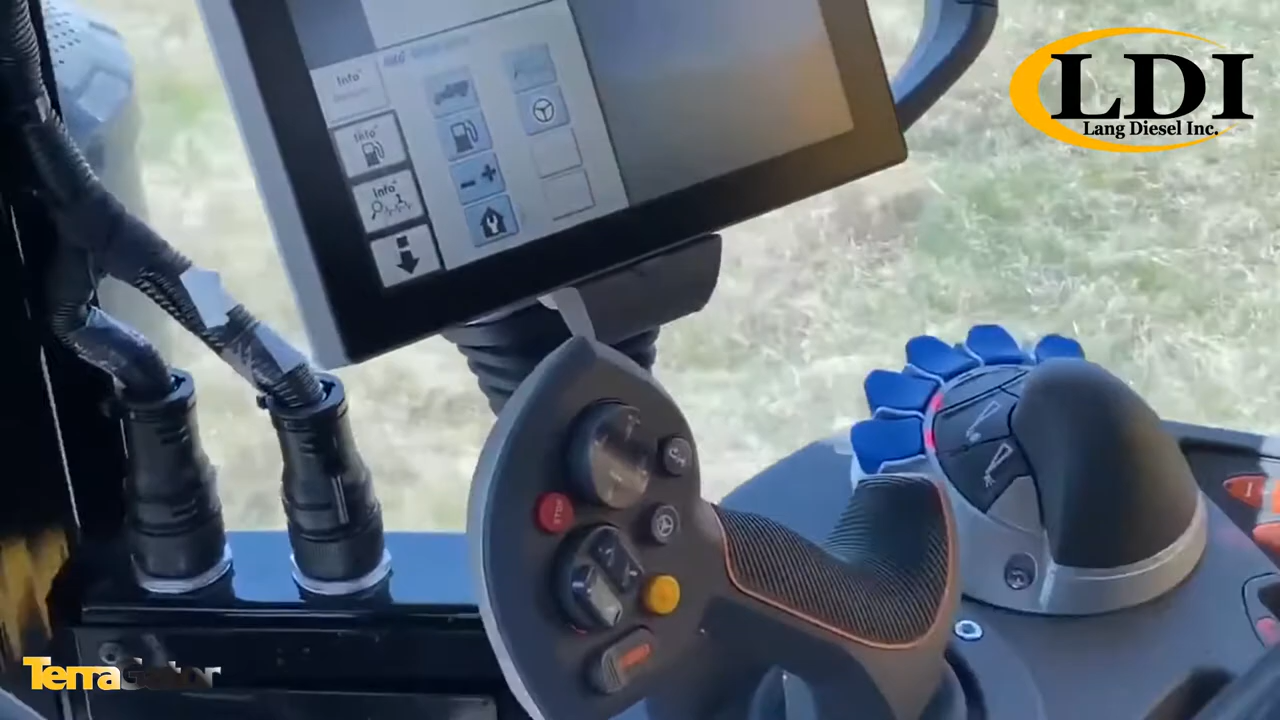 LDI
Lang Diesel Inc.
Info
Info
Info
STOP
TerraGator